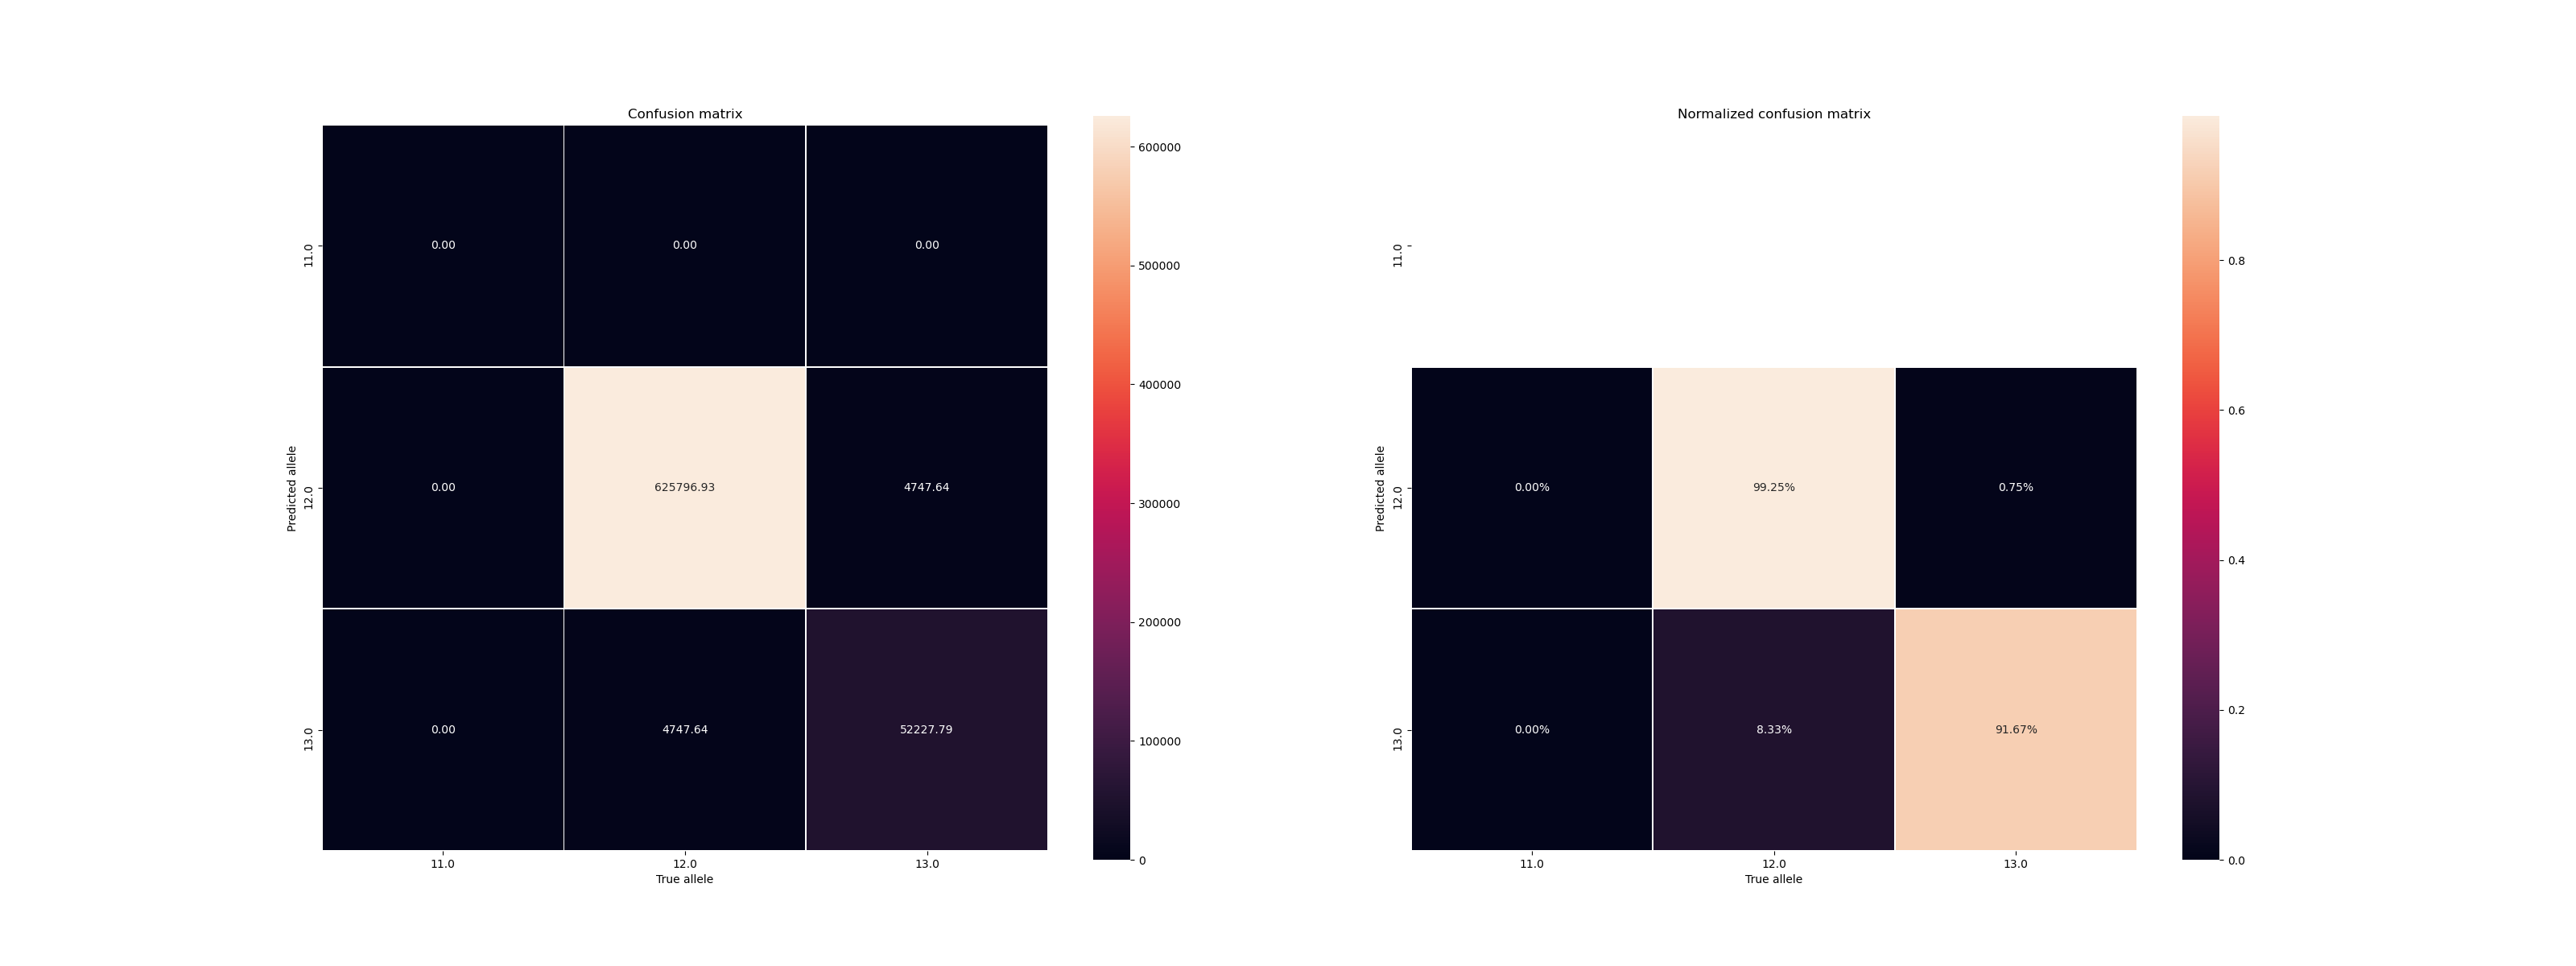 Confusion matrix
0.00 0.00 0.00
0.00 625796.93 4747.64
0.00 4747.64 52227.79
11.0
12.0
13.0
Predicted allele
11.0 12.0 13.0
True allele
600000
500000
400000
300000
200000
100000
0
Normalized confusion matrix
0.00% 99.25% 0.75%
0.00% 8.33% 91.67%
11.0
12.0
13.0
Predicted allele
11.0 12.0 13.0
True allele
0.8
0.6
0.4
0.2
0.0